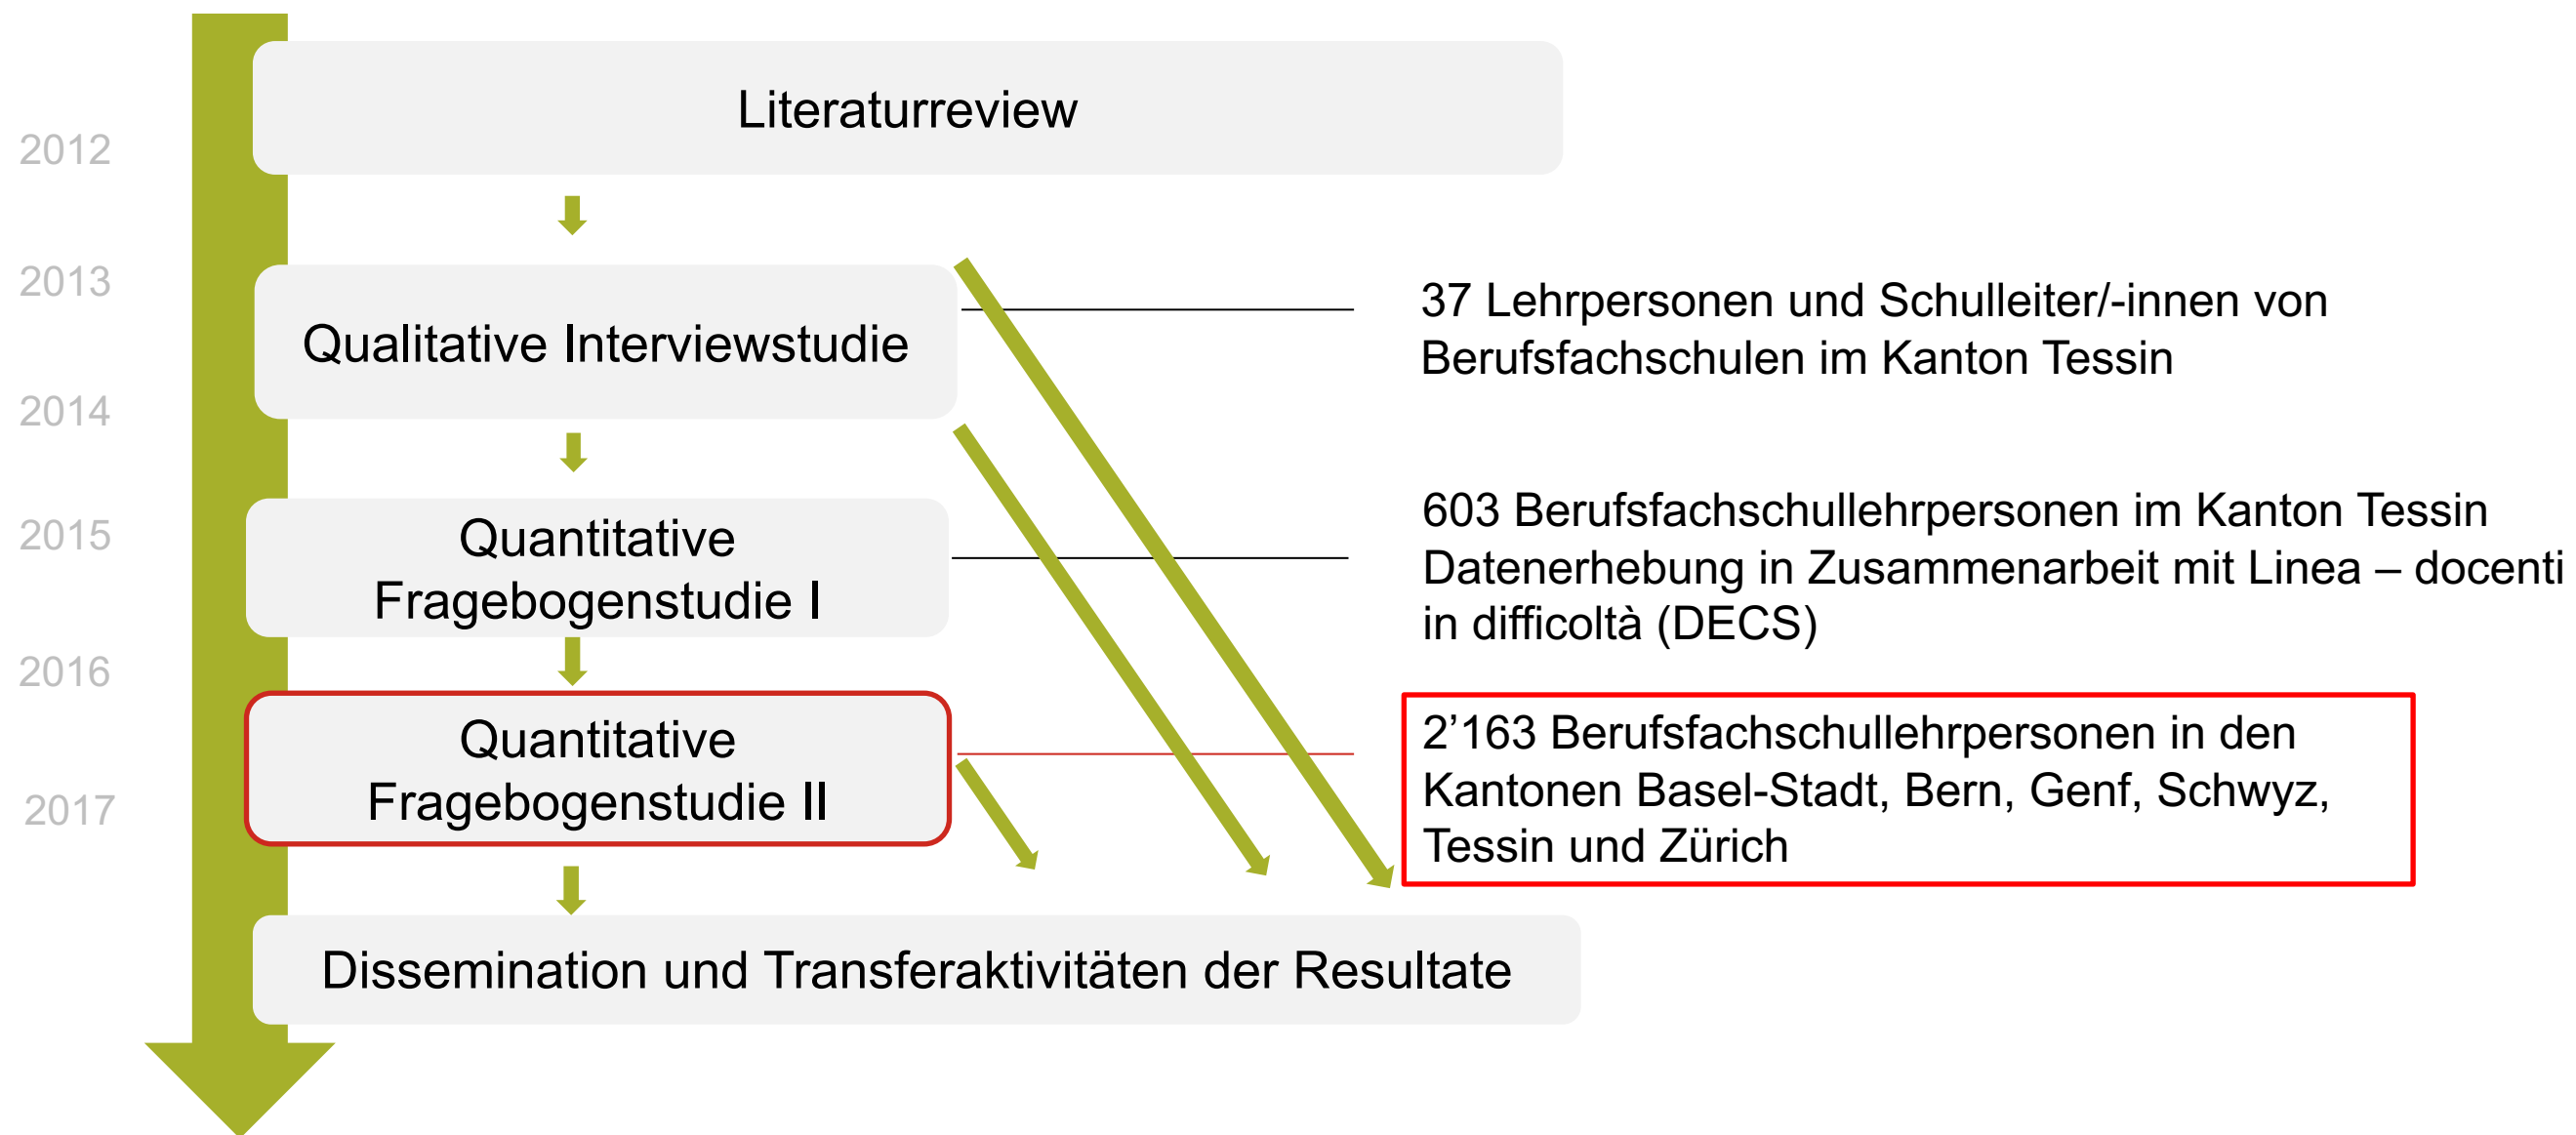 Literaturreview
2012
2013
Qualitative Interviewstudie
37 Lehrpersonen und Schulleiter/-innen von
Berufsfachschulen im Kanton Tessin
2014
2015
Quantitative
Fragebogenstudie I
603 Berufsfachschullehrpersonen im Kanton Tessin
Datenerhebung in Zusammenarbeit mit Linea – docenti
in difficoltà (DECS)
2016
Quantitative
Fragebogenstudie II
2’163 Berufsfachschullehrpersonen in den
Kantonen Basel-Stadt, Bern, Genf, Schwyz,
Tessin und Zürich
2017
Dissemination und Transferaktivitäten der Resultate